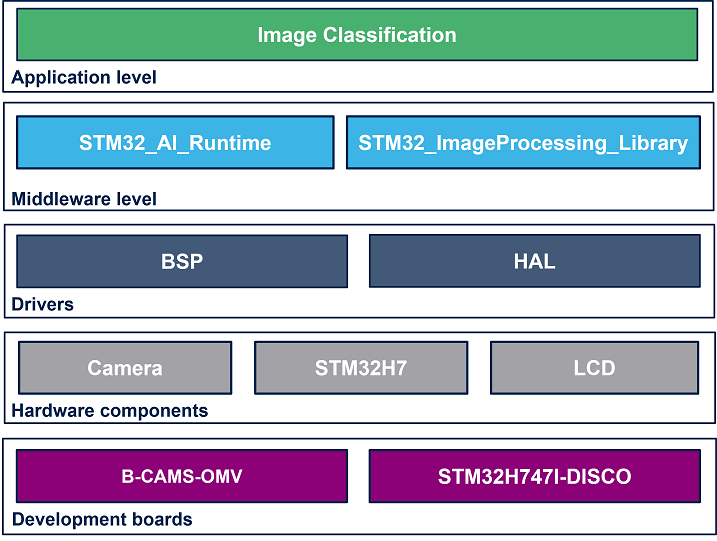 Image Classification
Application level
STM32_AI_Runtime STM32_ImageProcessing_Library
Middleware level
BSP HAL
Drivers
Camera STM32H7 LCD
Hardware components
B-CAMS-OMV STM32H747I-DISCO
Development boards